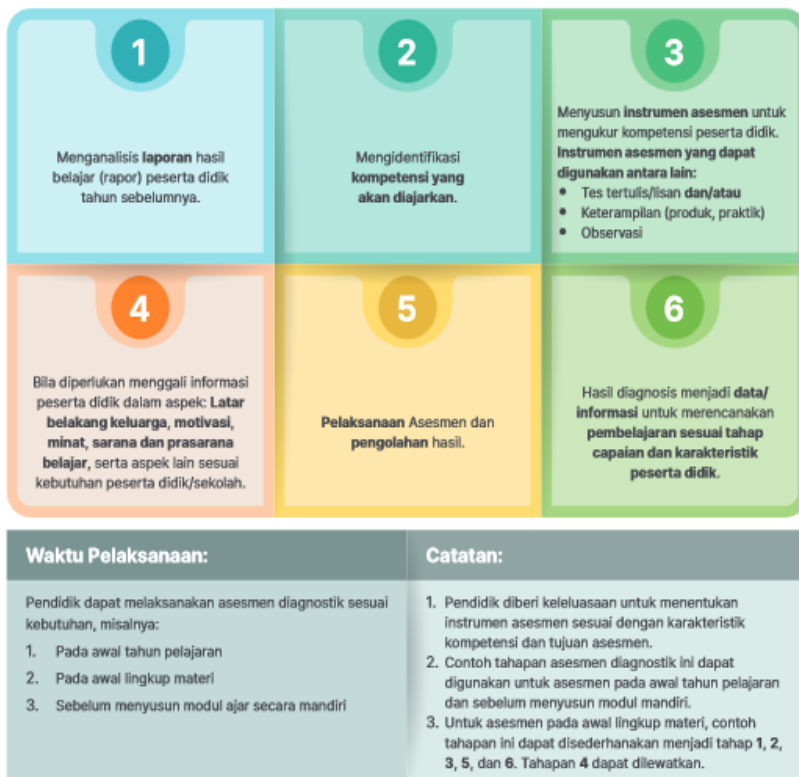 1
Menganalisis laporan hasil
belajar (rapor) peserta didik
tahun sebelumnya.
2
Mengidentifikasi
kompetensi yang
akan diajarkan.
3
Menyusun instrumen asesmen untuk
mengukur kompetensi peserta didik.
Instrumen asesmen yang dapat
digunakan antara lain:
• Tes tertulis/lisan dan/atau
• Keterampilan (produk, praktik)
• Observasi
4
Bila diperlukan menggali informasi
peserta didik dalam aspek: Latar
belakang keluarga, motivasi,
minat, sarana dan prasarana
belajar, serta aspek lain sesuai
kebutuhan peserta didik/sekolah.
5
Pelaksanaan Asesmen dan
pengolahan hasil.
6
Hasil diagnosis menjadi data/
informasi untuk merencanakan
pembelajaran sesuai tahap
capaian dan karakteristik
peserta didik.
Waktu Pelaksanaan:
Pendidik dapat melaksanakan asesmen diagnostik sesuai
kebutuhan, misalnya:
1. Pada awal tahun pelajaran
2. Pada awal lingkup materi
3. Sebelum menyusun modul ajar secara mandiri
Catatan:
1. Pendidik diberi keleluasaan untuk menentukan
instrumen asesmen sesuai dengan karakteristik
kompetensi dan tujuan asesmen.
2. Contoh tahapan asesmen diagnostik ini dapat
digunakan untuk asesmen pada awal tahun pelajaran
dan sebelum menyusun modul mandiri.
3. Untuk asesmen pada awal lingkup materi, contoh
tahapan ini dapat disederhanakan menjadi tahap 1, 2,
3, 5, dan 6. Tahapan 4 dapat dilewatkan.